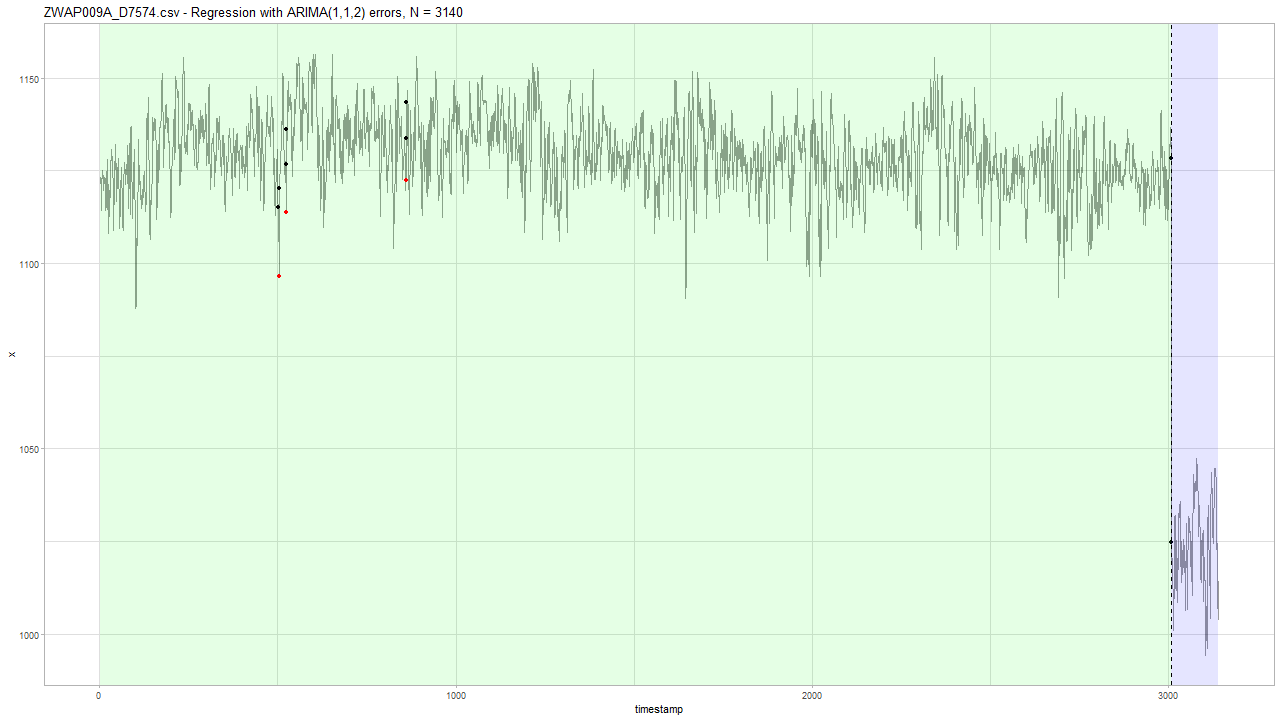 ZWAP009A_D7574.csv - Regression with ARIMA(1,1,2) errors, N = 3140
1150
1100
1050
1000
x
0
1000
2000
3000
timestamp